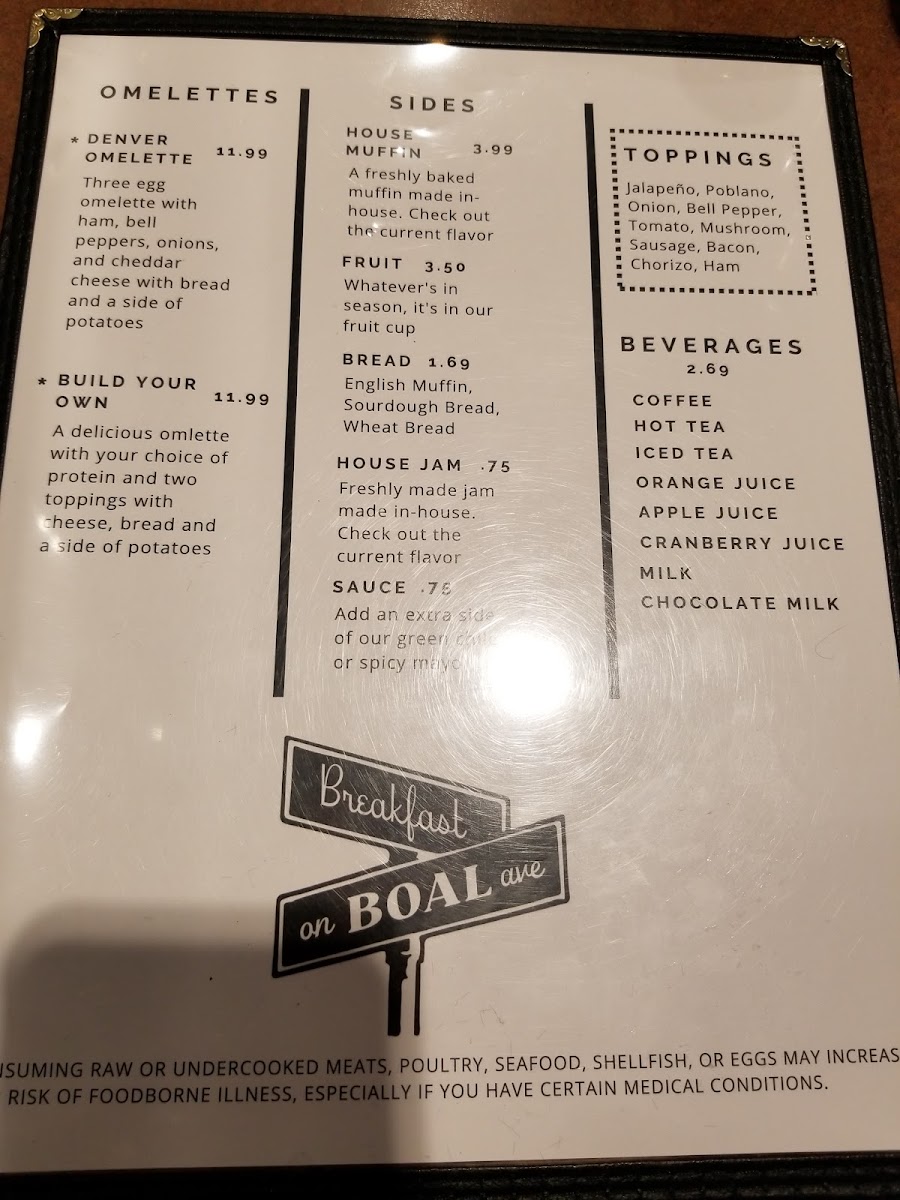 OMELETTES
* DENVER
OMELETTE 11.99
Three egg
omelette with
ham, bell
peppers, onions,
and cheddar
cheese with bread
and a side of
potatoes
* BUILD YOUR
OWN 11.99
A delicious omlette
with your choice of
protein and two
toppings with
cheese, bread and
a side of potatoes
SIDES
HOUSE
MUFFIN 3.99
A freshly baked
muffin made in-
house. Check out
the current flavor
FRUIT 3.50
Whatever's in
season, it's in our
fruit cup
BREAD 1.69
English Muffin,
Sourdough Bread,
Wheat Bread
HOUSE JAM .75
Freshly made jam
made in-house.
Check out the
current flavor
SAUCE .75
Add an extra side
of our green chili
or spicy mayo
TOPPINGS
Jalapeño, Poblano,
Onion, Bell Pepper,
Tomato, Mushroom,
Sausage, Bacon,
Chorizo, Ham
BEVERAGES
2.69
COFFEE
HOT TEA
ICED TEA
ORANGE JUICE
APPLE JUICE
CRANBERRY JUICE
MILK
CHOCOLATE MILK
Breakfast
on BOAL ave
NSUMING RAW OR UNDERCOOKED MEATS, POULTRY, SEAFOOD, SHELLFISH, OR EGGS MAY INCREAS
RISK OF FOODBORNE ILLNESS, ESPECIALLY IF YOU HAVE CERTAIN MEDICAL CONDITIONS.